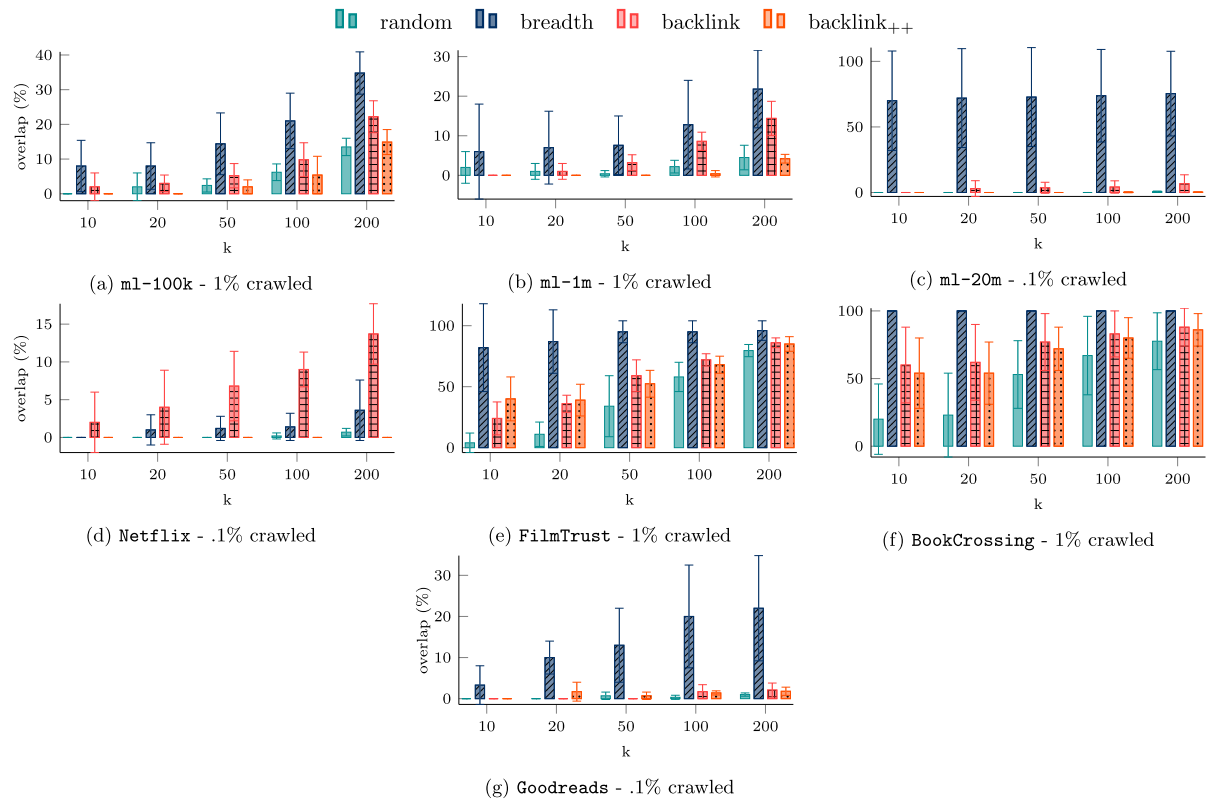 random breadth backlink backlink++
overlap (%)
40
30
20
10
0
10 20 50 100 200
k
(a) ml-100k - 1% crawled
30
20
10
0
10 20 50 100 200
k
(b) ml-1m - 1% crawled
100
50
0
10 20 50 100 200
k
(c) ml-20m - .1% crawled
overlap (%)
15
10
5
0
10 20 50 100 200
k
(d) Netflix - .1% crawled
100
50
0
10 20 50 100 200
k
(e) FilmTrust - 1% crawled
100
50
0
10 20 50 100 200
k
(f) BookCrossing - 1% crawled
overlap (%)
30
20
10
0
10 20 50 100 200
k
(g) Goodreads - .1% crawled